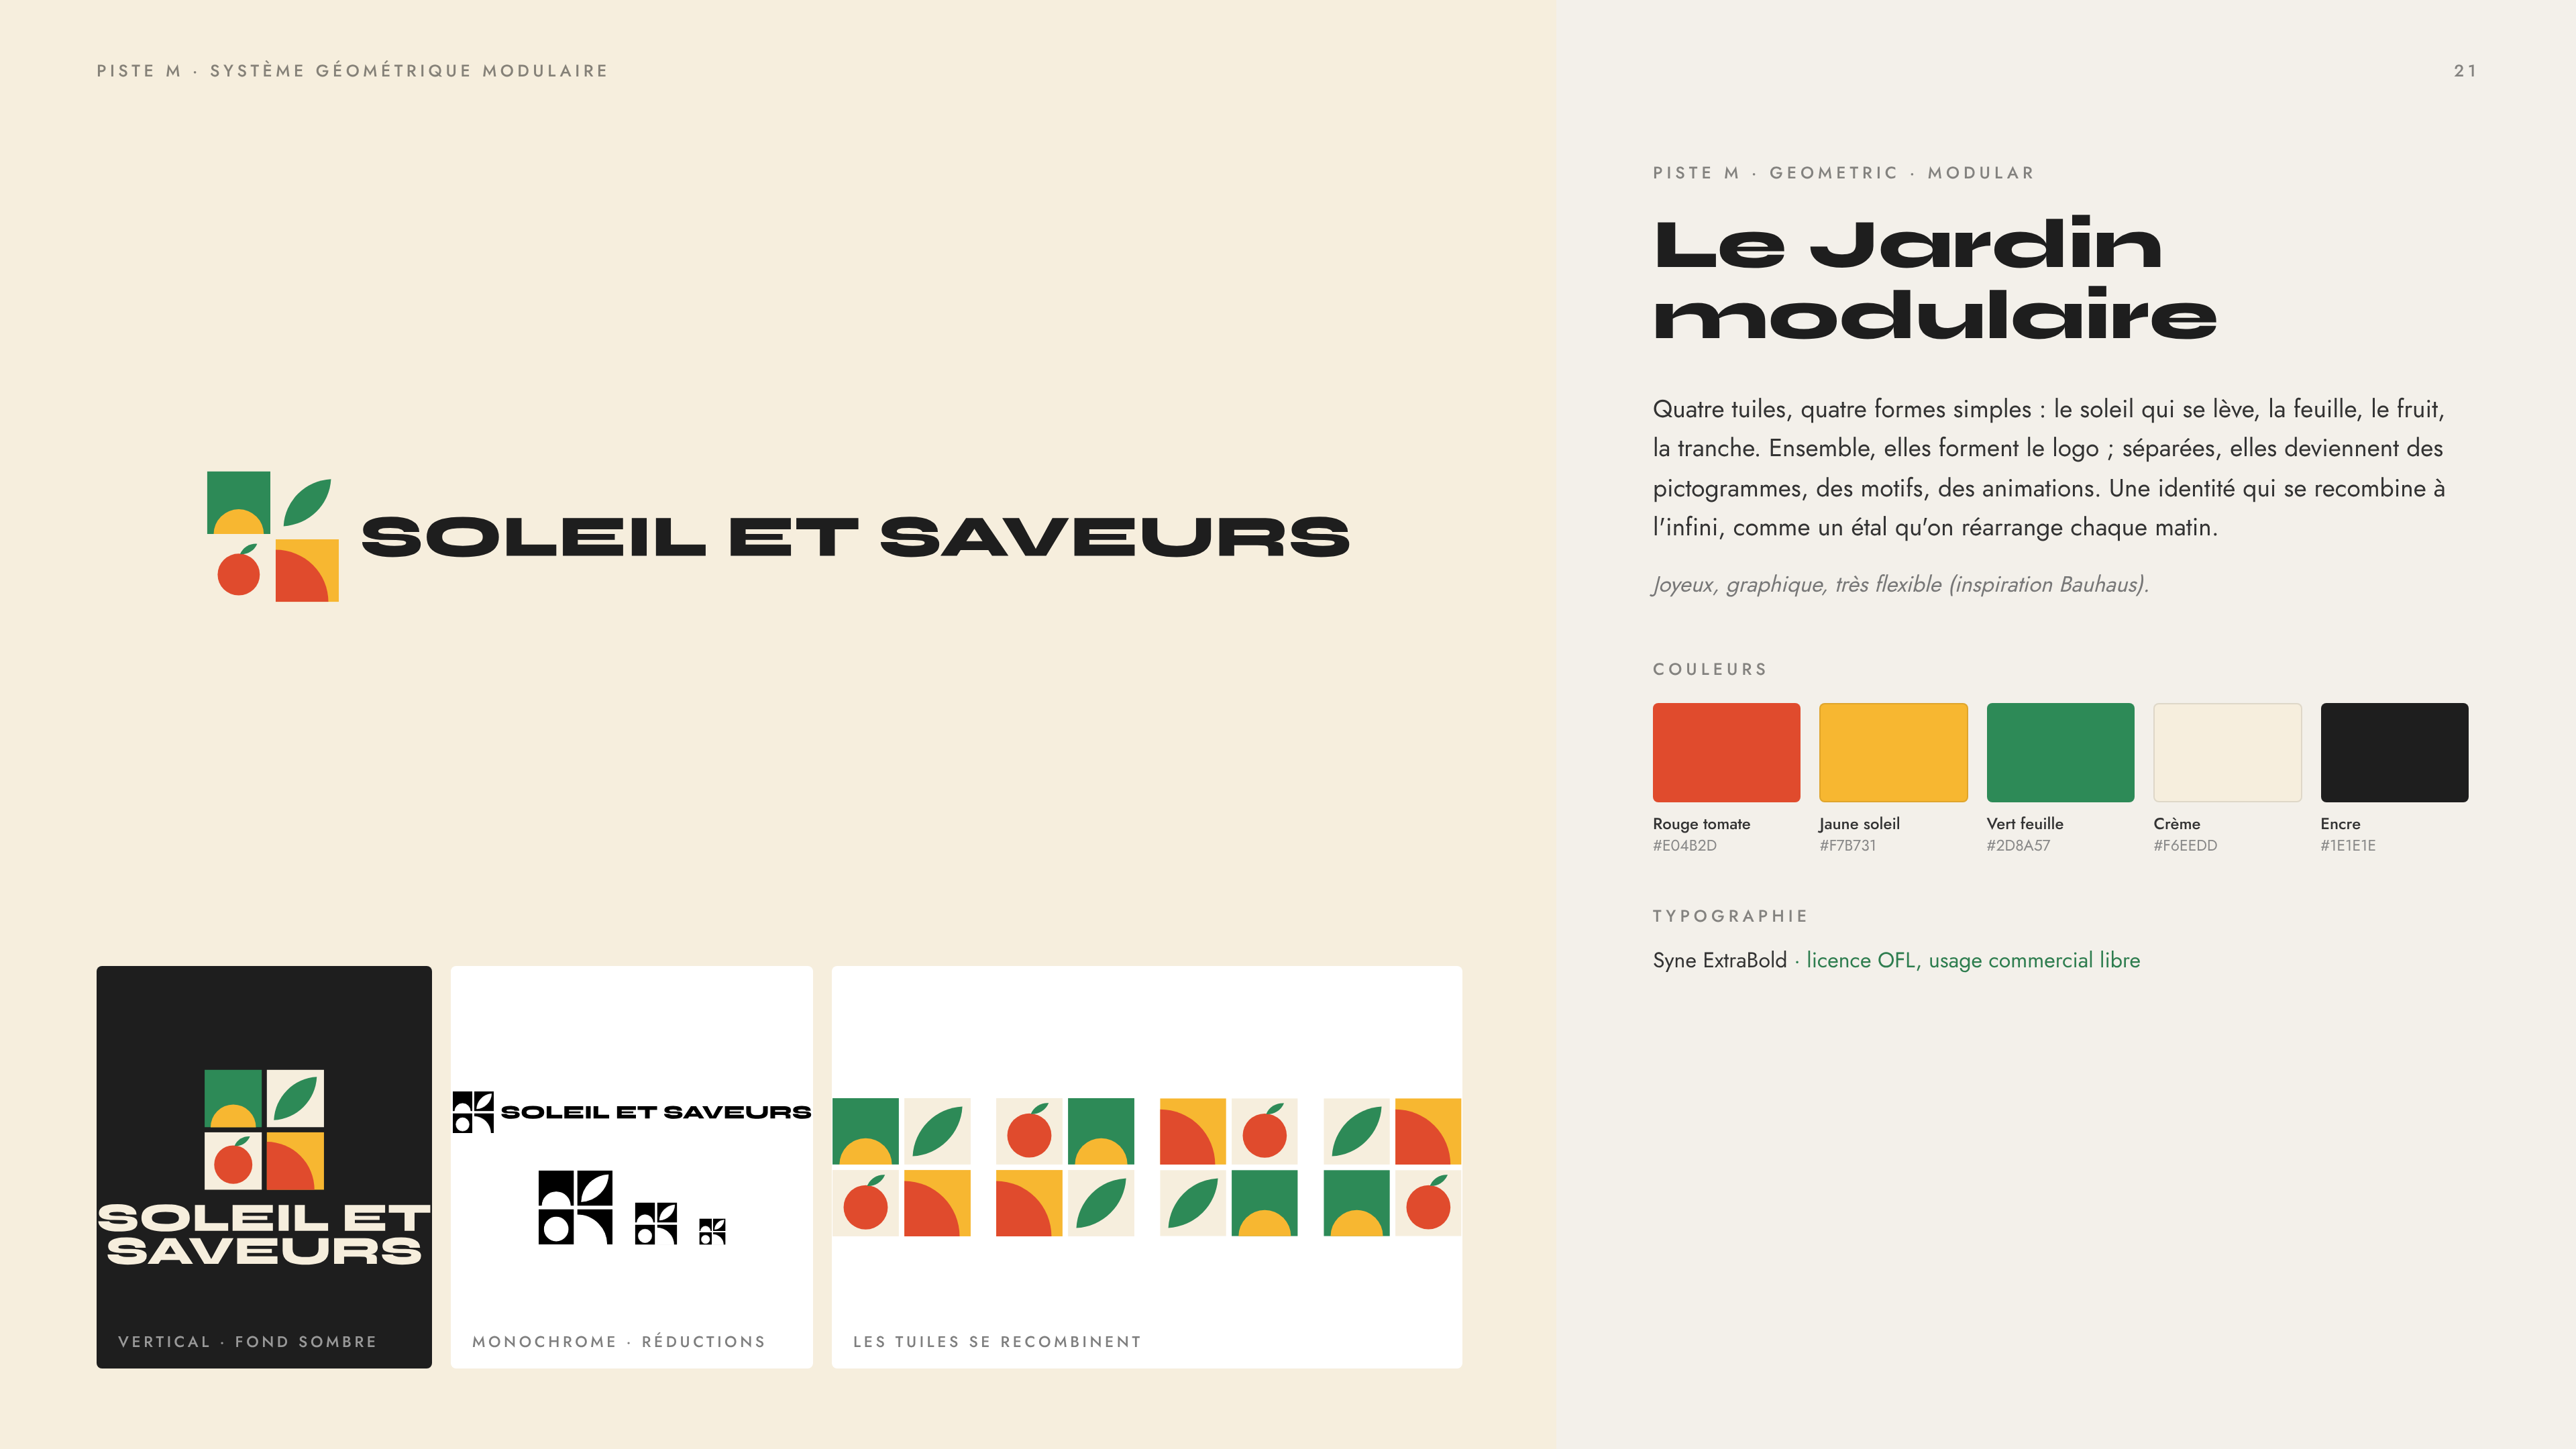 PISTE M · SYSTÈME GÉOMÉTRIQUE MODULAIRE
SOLEIL ET SAVEURS
SOLEIL ET
SAVEURS
VERTICAL · FOND SOMBRE
SOLEIL ET SAVEURS
MONOCHROME · RÉDUCTIONS
LES TUILES SE RECOMBINENT
21
PISTE M · GEOMETRIC · MODULAR
Le Jardin
modulaire
Quatre tuiles, quatre formes simples : le soleil qui se lève, la feuille, le fruit,
la tranche. Ensemble, elles forment le logo ; séparées, elles deviennent des
pictogrammes, des motifs, des animations. Une identité qui se recombine à
l'infini, comme un étal qu'on réarrange chaque matin.
Joyeux, graphique, très flexible (inspiration Bauhaus).
COULEURS
Rouge tomate
#E04B2D
Jaune soleil
#F7B731
Vert feuille
#2D8A57
Crème
#F6EEDD
Encre
#1E1E1E
TYPOGRAPHIE
Syne ExtraBold · licence OFL, usage commercial libre